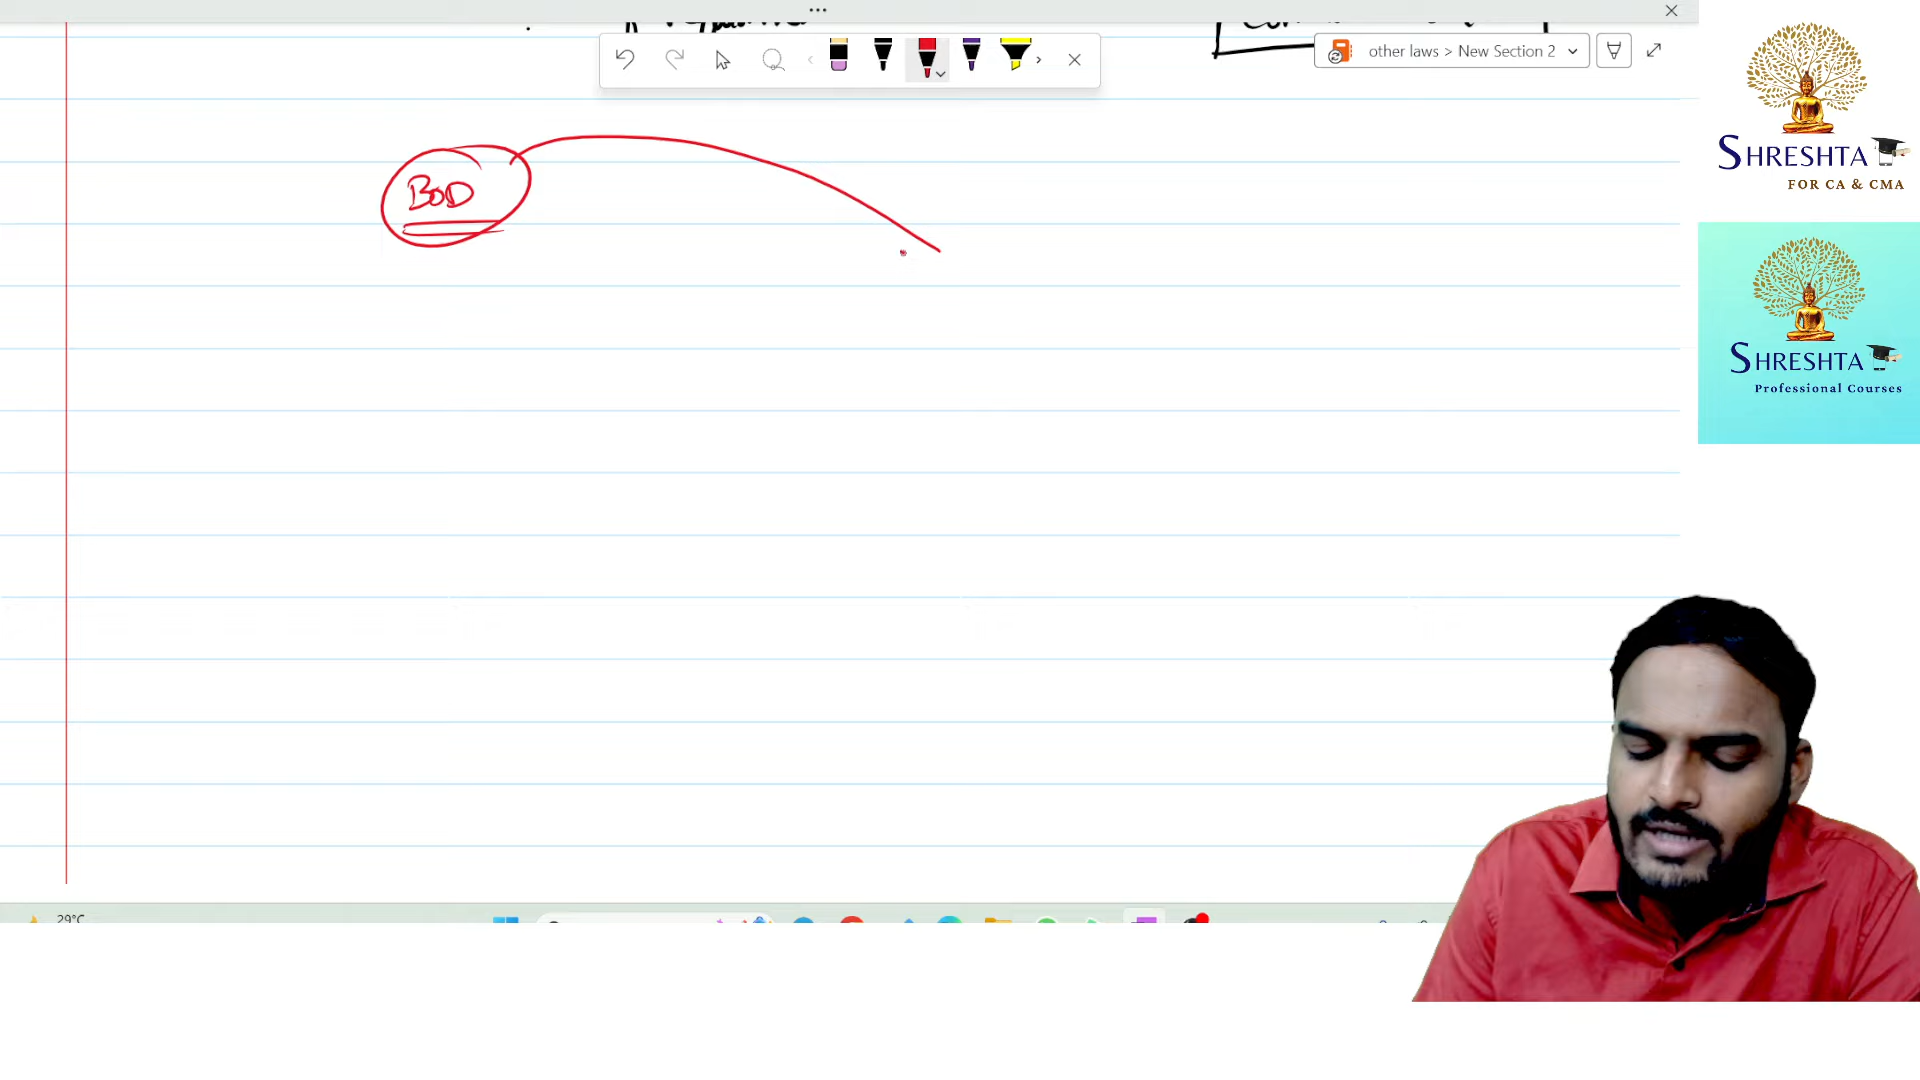 other laws > New Section 2
BOD
SHRESHTA
FOR CA & CMA
SHRESHTA
Professional Courses
29°C